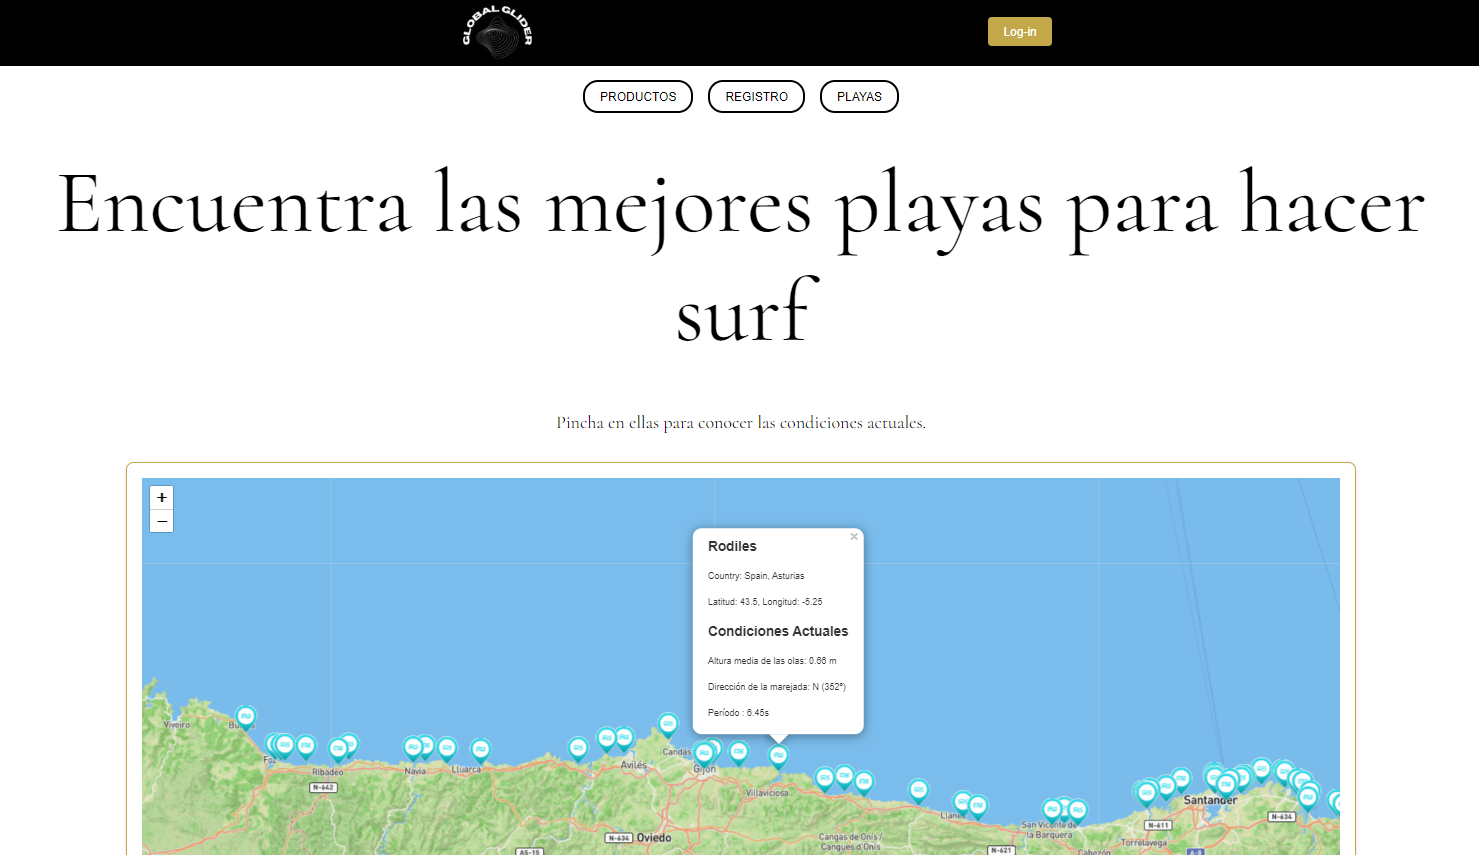 GLOBAL GLIDER
Log-in
PRODUCTOS
REGISTRO
PLAYAS
Encuentra las mejores playas para hacer
surf
Pincha en ellas para conocer las condiciones actuales.
+
−
×
Rodiles
Country: Spain, Asturias
Latitud: 43.5, Longitud: -5.25
Condiciones Actuales
Altura media de las olas: 0.66 m
Dirección de la marejada: N (352º)
Período : 6.45s
Viveiro
Foz
Ribadeo
N-642
Navia
Lluarca
Avilés
Candás
Gijón
Villaviciosa
N-634
Oviedo
AS-15
Cangas de Onís /
Cangues d'Onís
San Vicente de
la Barquera
N-621
Cabezón
Torrelavega
N-611
A-8
Santander
N-634